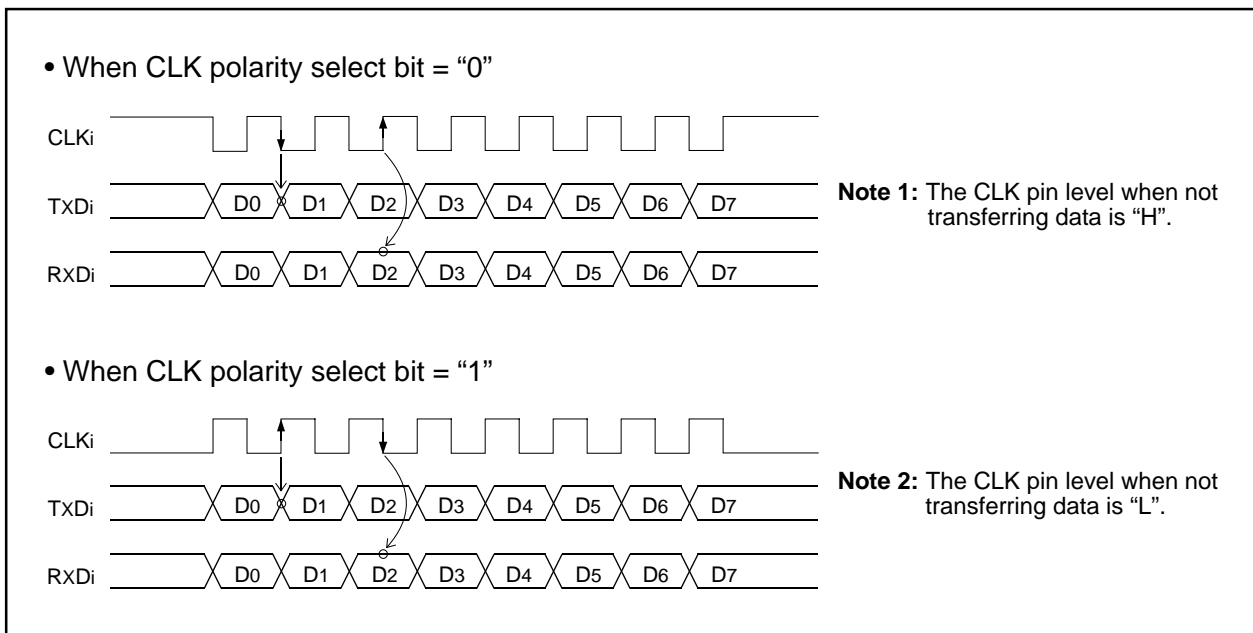 • When CLK polarity select bit = “0”
CLKi
TXDi D0 D1 D2 D3 D4 D5 D6 D7
RXDi D0 D1 D2 D3 D4 D5 D6 D7
Note 1: The CLK pin level when not
transferring data is “H”.
• When CLK polarity select bit = “1”
CLKi
TXDi D0 D1 D2 D3 D4 D5 D6 D7
RXDi D0 D1 D2 D3 D4 D5 D6 D7
Note 2: The CLK pin level when not
transferring data is “L”.